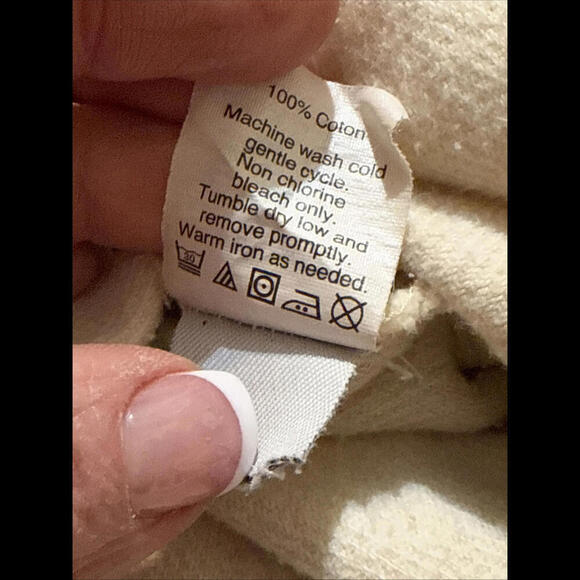 100% Coton
Machine wash cold
gentle cycle.
Non chlorine
bleach only.
Tumble dry low and
remove promptly.
Warm iron as needed.
30